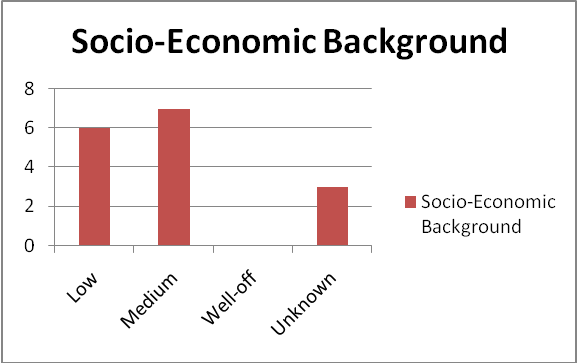 Socio-Economic Background
8
6
4
2
0
Low
Medium
Well-off
Unknown
Socio-Economic
Background